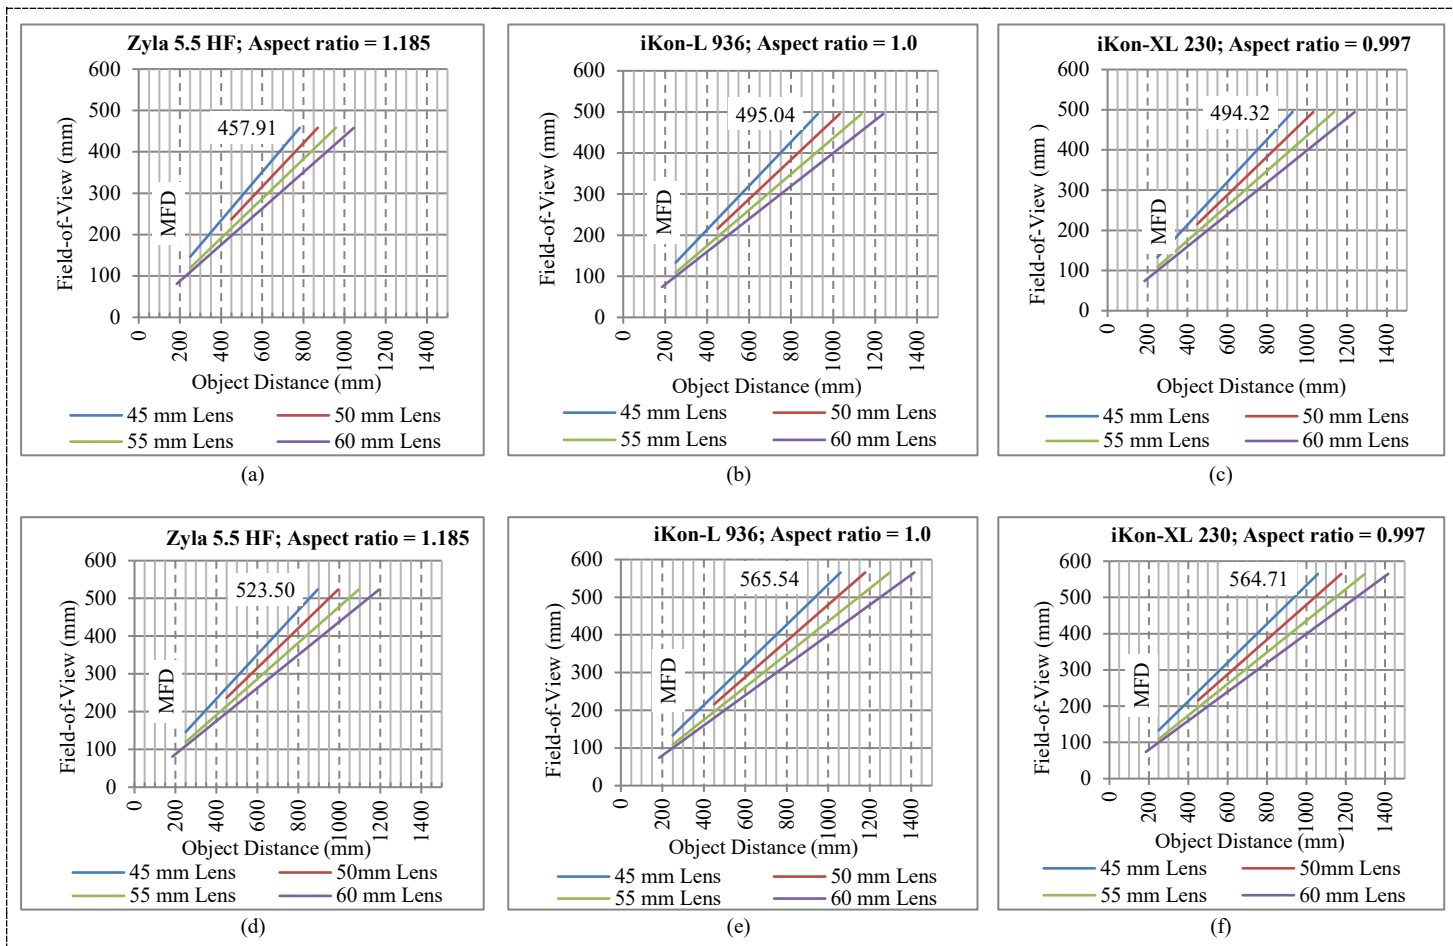 Zyla 5.5 HF; Aspect ratio = 1.185
600
500
400
300
200
100
0
Field-of-View (mm)
457.91
MFD
0
200
400
600
800
1000
1200
1400
Object Distance (mm)
45 mm Lens 50 mm Lens
55 mm Lens 60 mm Lens
(a)
iKon-L 936; Aspect ratio = 1.0
600
500
400
300
200
100
0
Field-of-View (mm)
495.04
MFD
0
200
400
600
800
1000
1200
1400
Object Distance (mm)
45 mm Lens 50 mm Lens
55 mm Lens 60 mm Lens
(b)
iKon-XL 230; Aspect ratio = 0.997
600
500
400
300
200
100
0
Field-of-View (mm )
494.32
MFD
0
200
400
600
800
1000
1200
1400
Object Distance (mm)
45 mm Lens 50 mm Lens
55 mm Lens 60 mm Lens
(c)
Zyla 5.5 HF; Aspect ratio = 1.185
600
500
400
300
200
100
0
Field-of-View (mm)
523.50
MFD
0
200
400
600
800
1000
1200
1400
Object Distance (mm)
45 mm Lens 50mm Lens
55 mm Lens 60 mm Lens
(d)
iKon-L 936; Aspect ratio = 1.0
600
500
400
300
200
100
0
Field-of-View (mm)
565.54
MFD
0
200
400
600
800
1000
1200
1400
Object Distance (mm)
45 mm Lens 50 mm Lens
55 mm Lens 60 mm Lens
(e)
iKon-XL 230; Aspect ratio = 0.997
600
500
400
300
200
100
0
Field-of-View (mm)
564.71
MFD
0
200
400
600
800
1000
1200
1400
Object Distance (mm)
45 mm Lens 50mm Lens
55 mm Lens 60 mm Lens
(f)